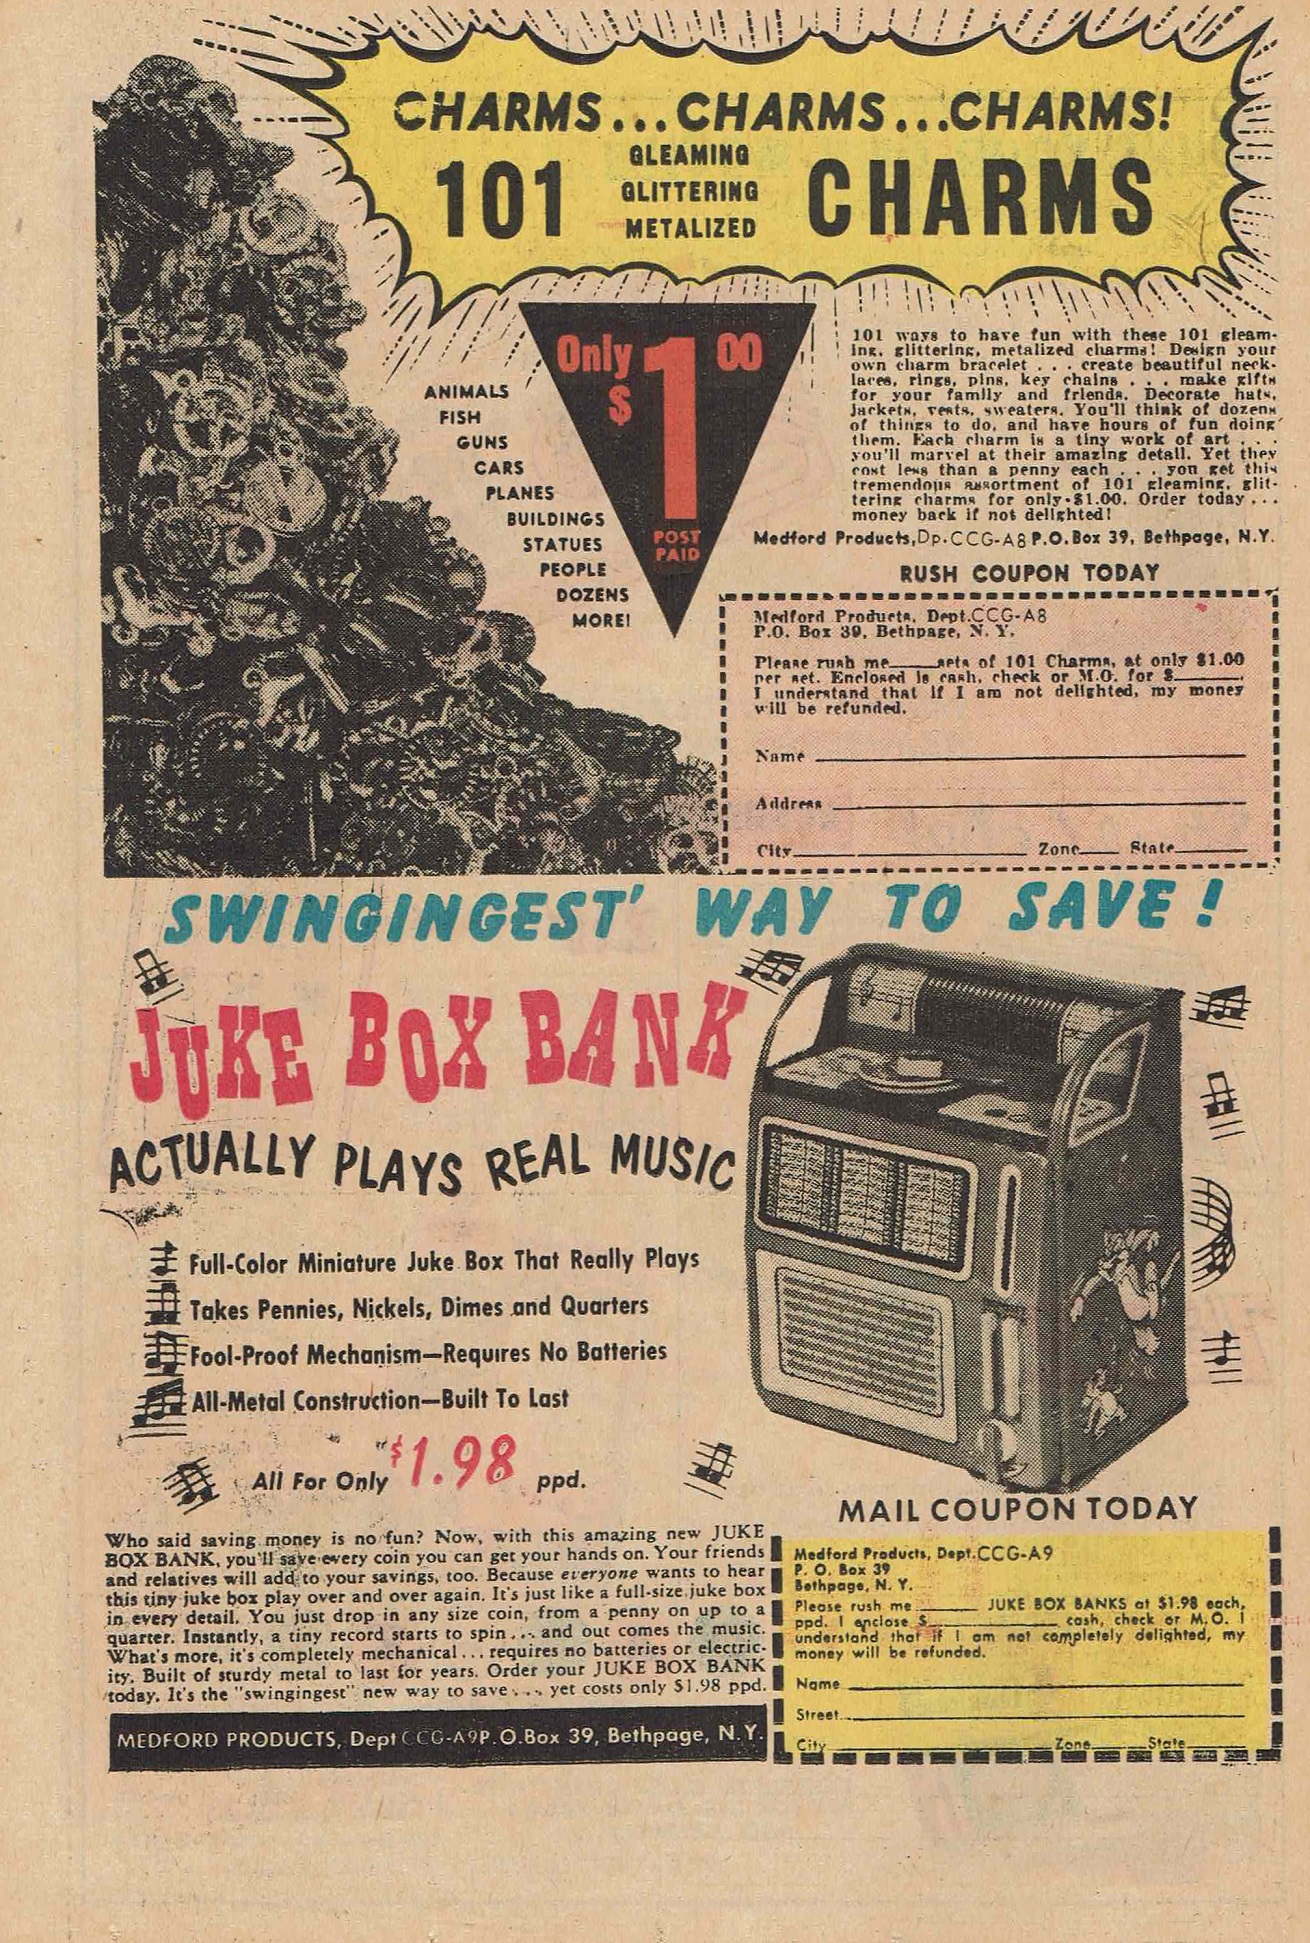 CHARMS...CHARMS...CHARMS!
101 GLEAMING GLITTERING METALIZED CHARMS
Only $1.00
POST PAID
ANIMALS
FISH
GUNS
CARS
PLANES
BUILDINGS
STATUES
PEOPLE
DOZENS
MORE!
101 ways to have fun with these 101 gleam-
ing, glittering, metalized charms! Design your
own charm bracelet . . . create beautiful neck-
laces, rings, pins, key chains . . . make gifts
for your family and friends. Decorate hats,
jackets, vests, sweaters. You'll think of dozens
of things to do, and have hours of fun doing
them. Each charm is a tiny work of art . . .
you'll marvel at their amazing detail. Yet they
cost less than a penny each . . . you get this
tremendous assortment of 101 gleaming, glit-
tering charms for only $1.00. Order today . . .
money back if not delighted!
Medford Products, Dp. CCG-A8 P.O. Box 39, Bethpage, N.Y.
RUSH COUPON TODAY
Medford Products, Dept. CCG-A8
P.O. Box 39, Bethpage, N. Y.
Please rush me____sets of 101 Charms, at only $1.00
per set. Enclosed is cash, check or M.O. for $______.
I understand that if I am not delighted, my money
will be refunded.
Name
Address
City Zone State
SWINGINGEST' WAY TO SAVE!
JUKE BOX BANK
ACTUALLY PLAYS REAL MUSIC
Full-Color Miniature Juke Box That Really Plays
Takes Pennies, Nickels, Dimes and Quarters
Fool-Proof Mechanism—Requires No Batteries
All-Metal Construction—Built To Last
All For Only $1.98 ppd.
Who said saving money is no fun? Now, with this amazing new JUKE
BOX BANK, you'll save every coin you can get your hands on. Your friends
and relatives will add to your savings, too. Because everyone wants to hear
this tiny juke box play over and over again. It's just like a full-size juke box
in every detail. You just drop in any size coin, from a penny on up to a
quarter. Instantly, a tiny record starts to spin . . . and out comes the music.
What's more, it's completely mechanical . . . requires no batteries or electric-
ity. Built of sturdy metal to last for years. Order your JUKE BOX BANK
today. It's the "swingingest" new way to save . . . yet costs only $1.98 ppd.
MEDFORD PRODUCTS, Dept CCG-A9 P.O. Box 39, Bethpage, N.Y.
MAIL COUPON TODAY
Medford Products, Dept. CCG-A9
P. O. Box 39
Bethpage, N. Y.
Please rush me ______ JUKE BOX BANKS at $1.98 each,
ppd. I enclose $____________ cash, check or M.O. I
understand that if I am not completely delighted, my
money will be refunded.
Name
Street
City Zone State